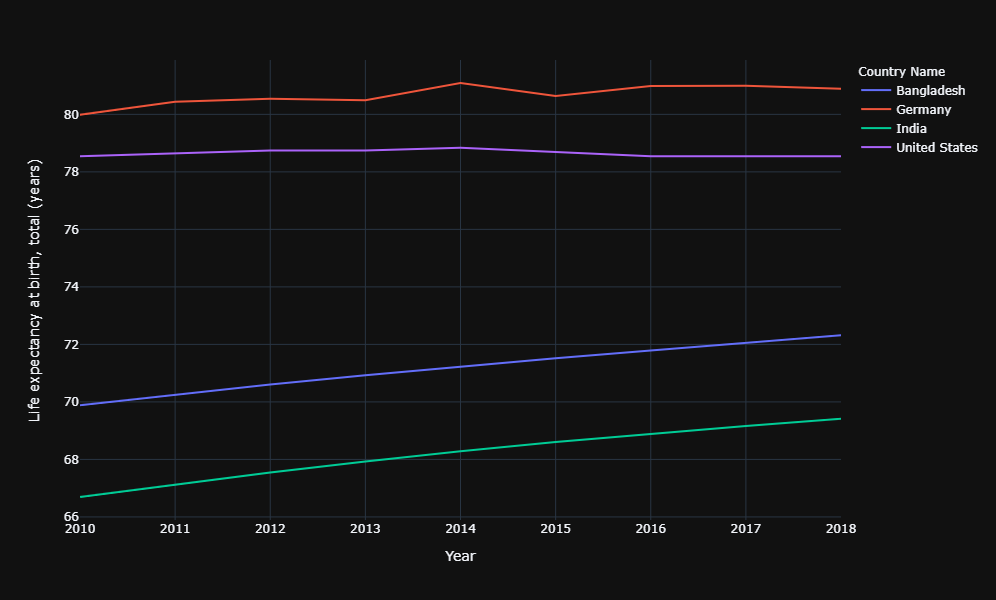 Country Name
Bangladesh
Germany
India
United States
Life expectancy at birth, total (years)
80
78
76
74
72
70
68
66
2010 2011 2012 2013 2014 2015 2016 2017 2018
Year